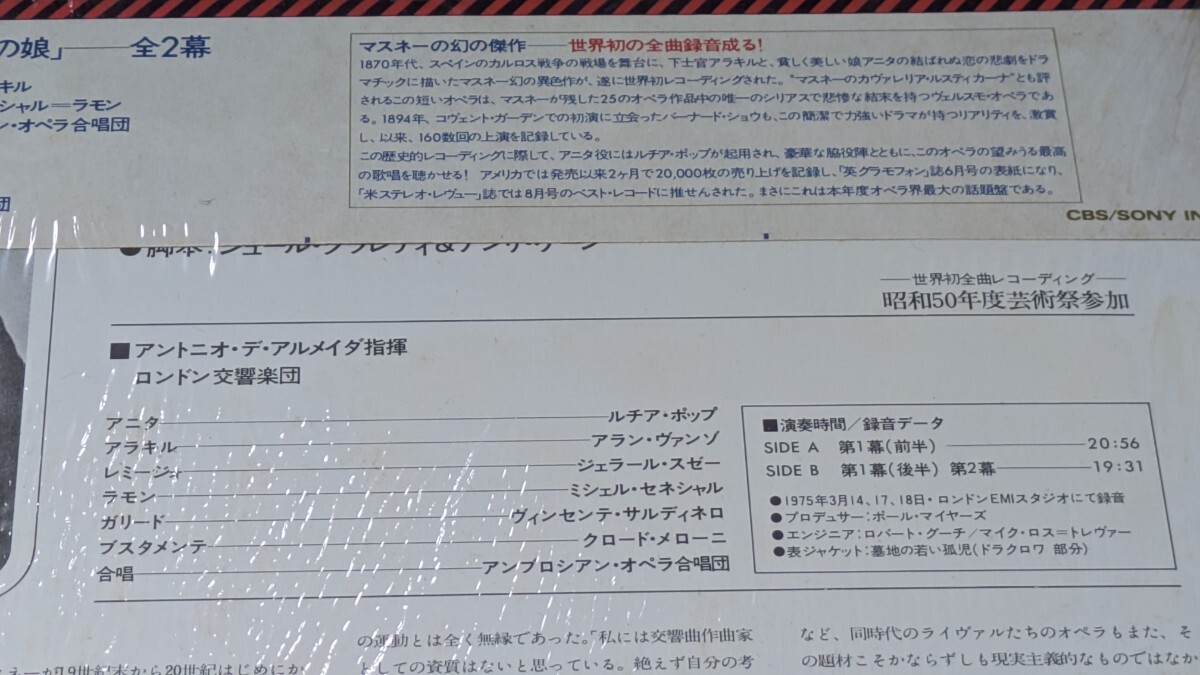 の娘」——全2幕
キル
シャル＝ラモン
ン・オペラ合唱団
団
マスネーの幻の傑作——世界初の全曲録音成る!
1870年代、スペインのカルロス戦争の戦場を舞台に、下士官アラキルと、貧しく美しい娘アニタの結ばれぬ恋の悲劇をドラ
マチックに描いたマスネー幻の異色作が、遂に世界初レコーディングされた。“マスネーのカヴァレリア・ルスティカーナ”とも評
されるこの短いオペラは、マスネーが残した25のオペラ作品中の唯一のシリアスで悲惨な結末を持つヴェルスモ・オペラであ
る。1894年、コヴェント・ガーデンでの初演に立会ったバーナード・ショウも、この簡潔で力強いドラマが持つリアリティを、激賞
し、以来、160数回の上演を記録している。
この歴史的レコーディングに際して、アニタ役にはルチア・ポップが起用され、豪華な脇役陣とともに、このオペラの望みうる最高
の歌唱を聴かせる! アメリカでは発売以来2ヶ月で20,000枚の売り上げを記録し、「英グラモフォン」誌6月号の表紙になり、
「米ステレオ・レヴュー」誌では8月号のベスト・レコードに推せんされた。まさにこれは本年度オペラ界最大の話題盤である。
CBS/SONY IN
——世界初全曲レコーディング——
昭和50年度芸術祭参加
■アントニオ・デ・アルメイダ指揮
ロンドン交響楽団
アニタ——ルチア・ポップ
アラキル——アラン・ヴァンゾ
レミージォ——ジェラール・スゼー
ラモン——ミシェル・セネシャル
ガリード——ヴィンセンテ・サルディネロ
ブスタメンテ——クロード・メローニ
合唱——アンブロシアン・オペラ合唱団
■演奏時間／録音データ
SIDE A 第1幕(前半)——20:56
SIDE B 第1幕(後半) 第2幕——19:31
●1975年3月14、17、18日・ロンドンEMIスタジオにて録音
●プロデュサー:ポール・マイヤーズ
●エンジニア:ロバート・グーチ／マイク・ロス＝トレヴァー
●表ジャケット:墓地の若い孤児(ドラクロワ 部分)
スネーが19世紀末から20世紀はじめにか
の運動とは全く無縁であった。「私には交響曲作曲家
としての資質はないと思っている。絶えず自分の考
など、同時代のライヴァルたちのオペラもまた、そ
の題材こそかならずしも現実主義的なものではなか